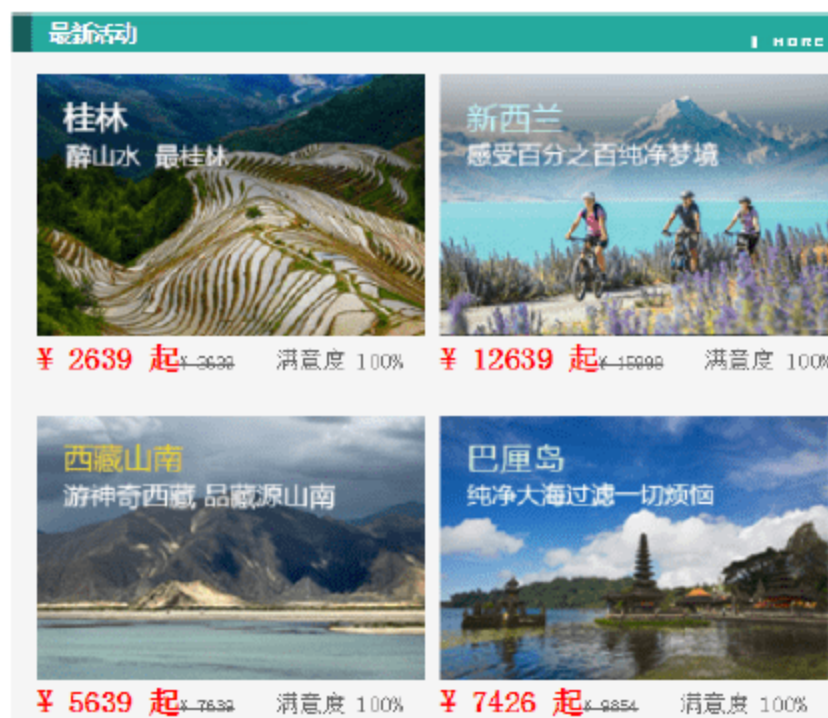 最新活动
MORE
桂林
醉山水 最桂林
新西兰
感受百分之百纯净梦境
¥ 2639 起 ¥ 3639 满意度 100%
¥ 12639 起 ¥ 15999 满意度 100%
西藏山南
游神奇西藏 品藏源山南
巴厘岛
纯净大海过滤一切烦恼
¥ 5639 起 ¥ 7639 满意度 100%
¥ 7426 起 ¥ 9854 满意度 100%